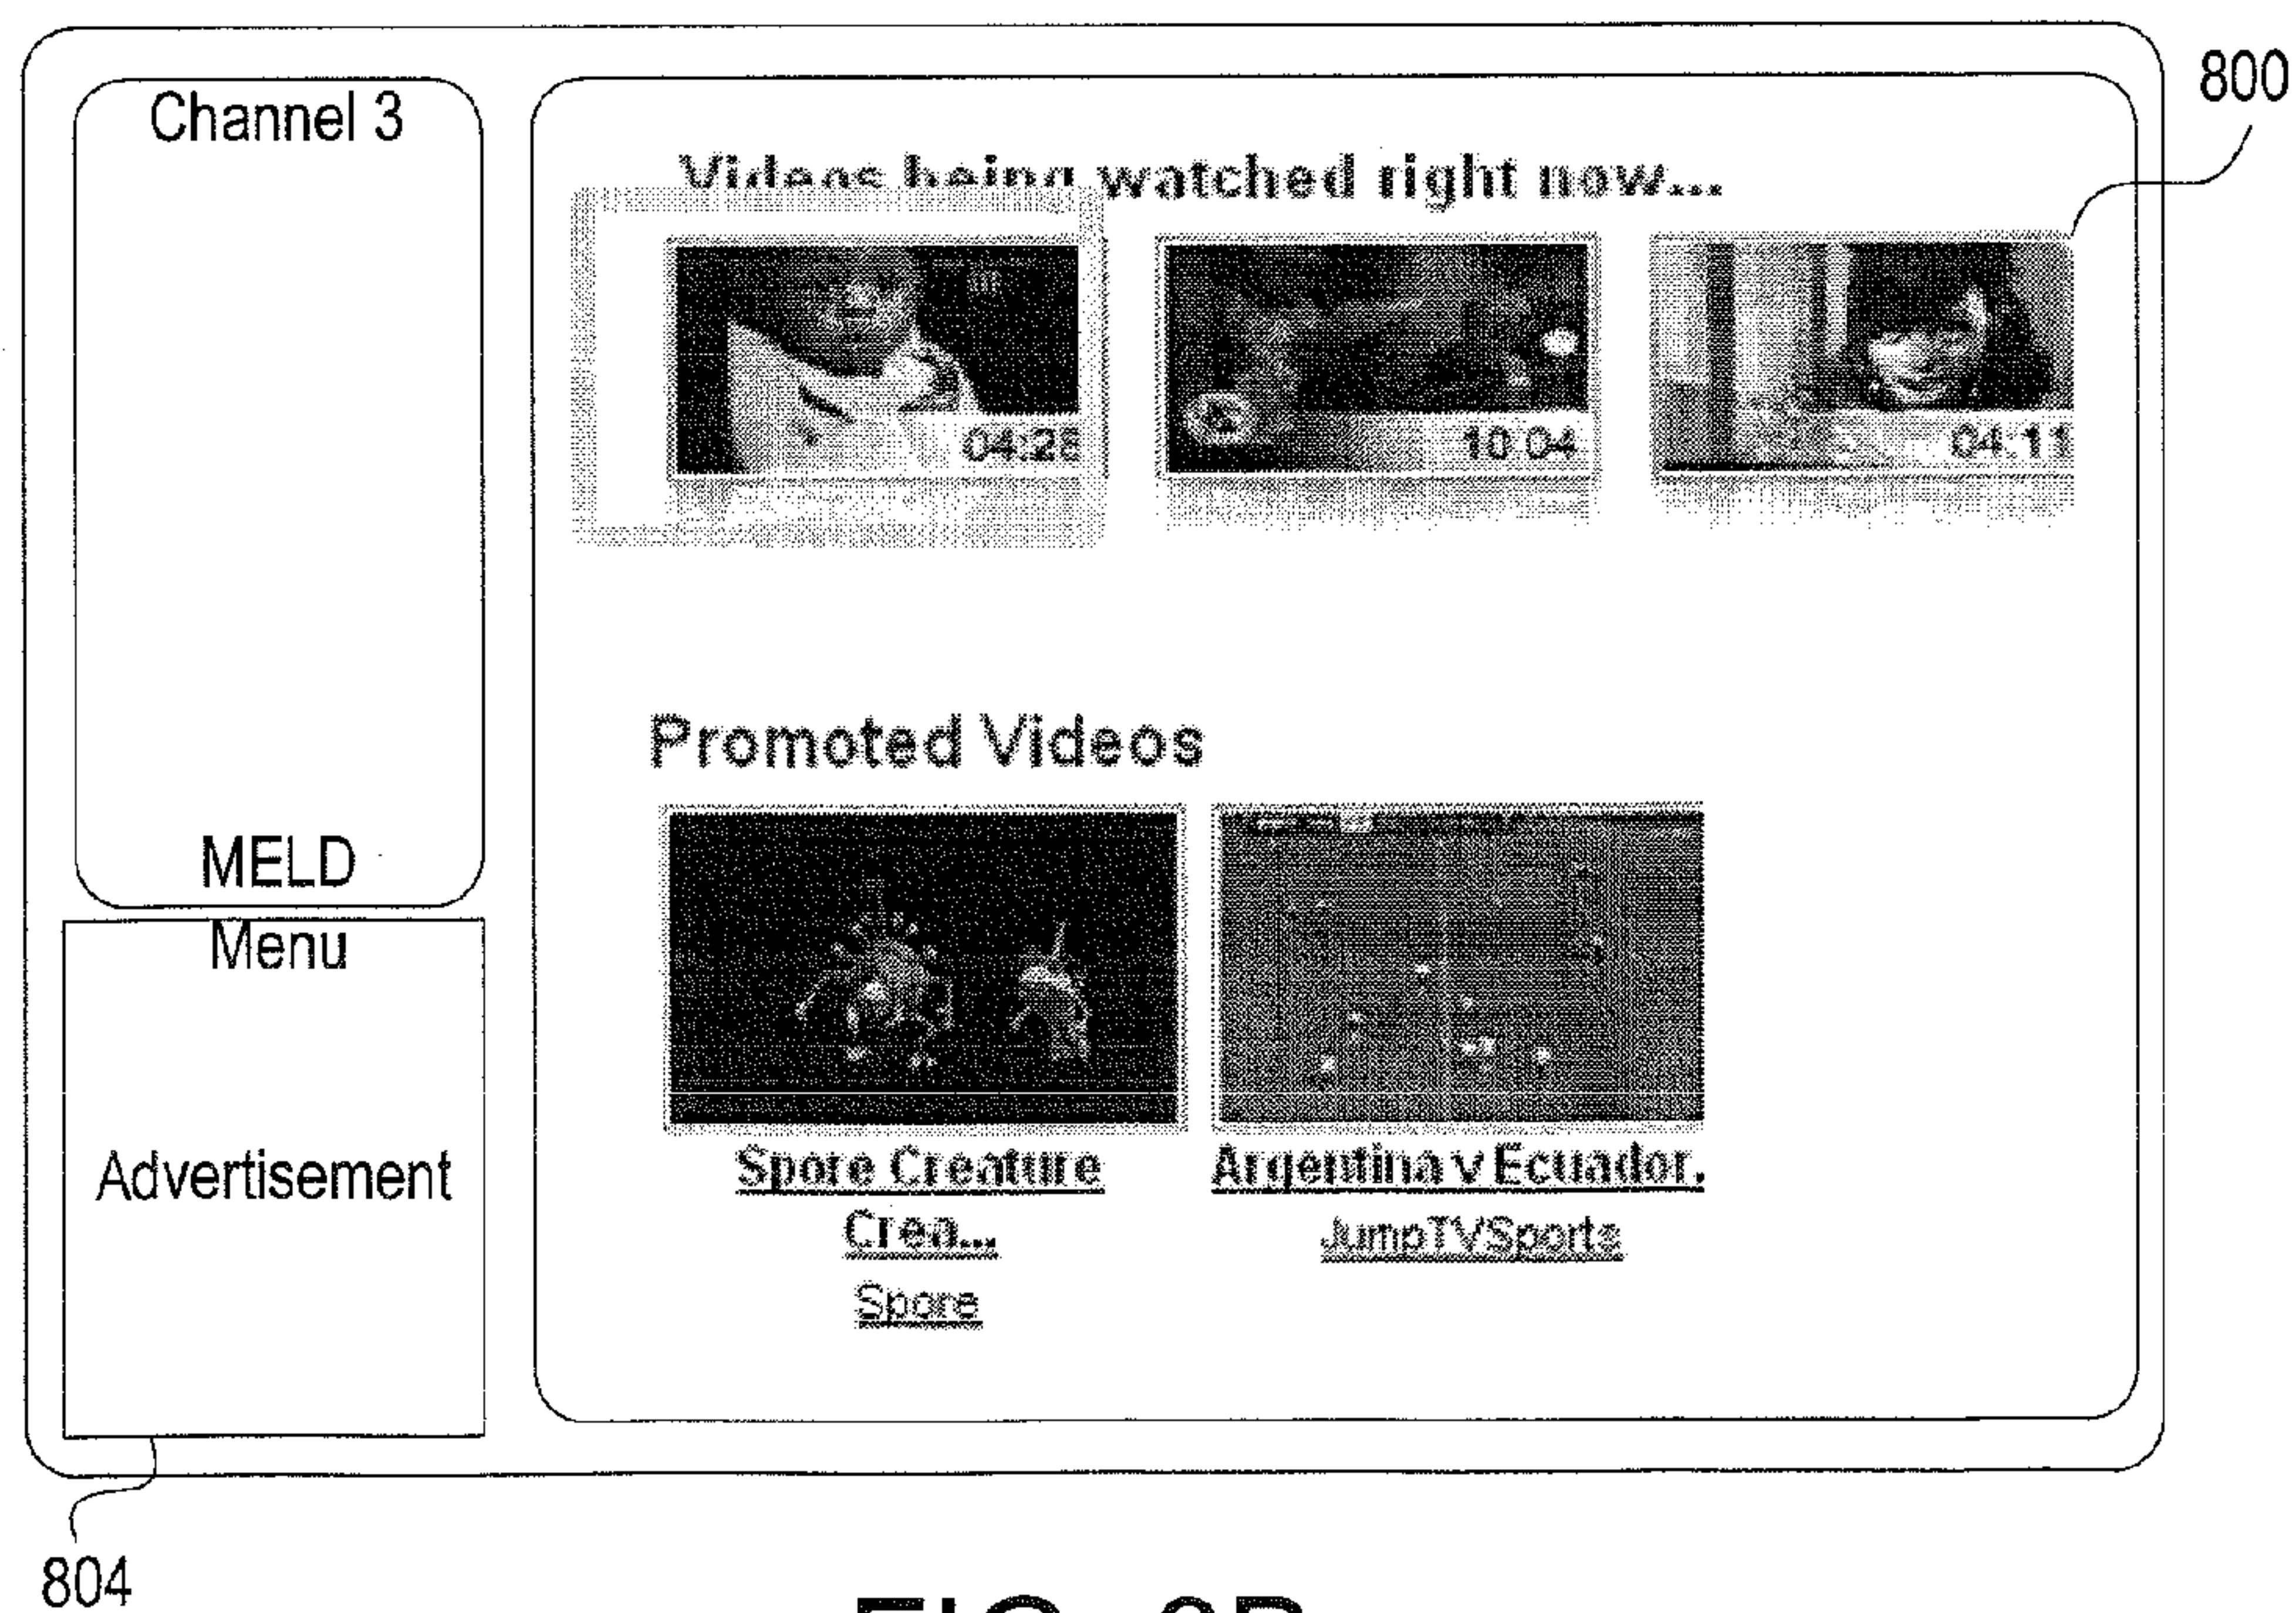 Channel 3
800
Videos being watched right now...
04:28
10:04
04:11
MELD
Menu
Promoted Videos
Advertisement
Spore Creature
Crea...
Spore
Argentina v Ecuador.
JumpTVSports
804